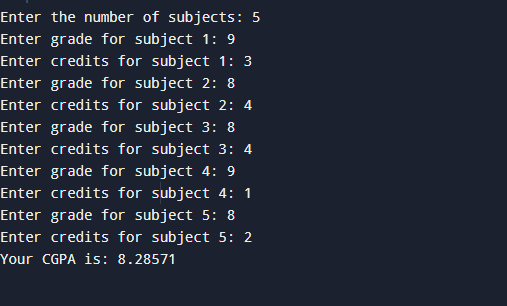 Enter the number of subjects: 5
Enter grade for subject 1: 9
Enter credits for subject 1: 3
Enter grade for subject 2: 8
Enter credits for subject 2: 4
Enter grade for subject 3: 8
Enter credits for subject 3: 4
Enter grade for subject 4: 9
Enter credits for subject 4: 1
Enter grade for subject 5: 8
Enter credits for subject 5: 2
Your CGPA is: 8.28571